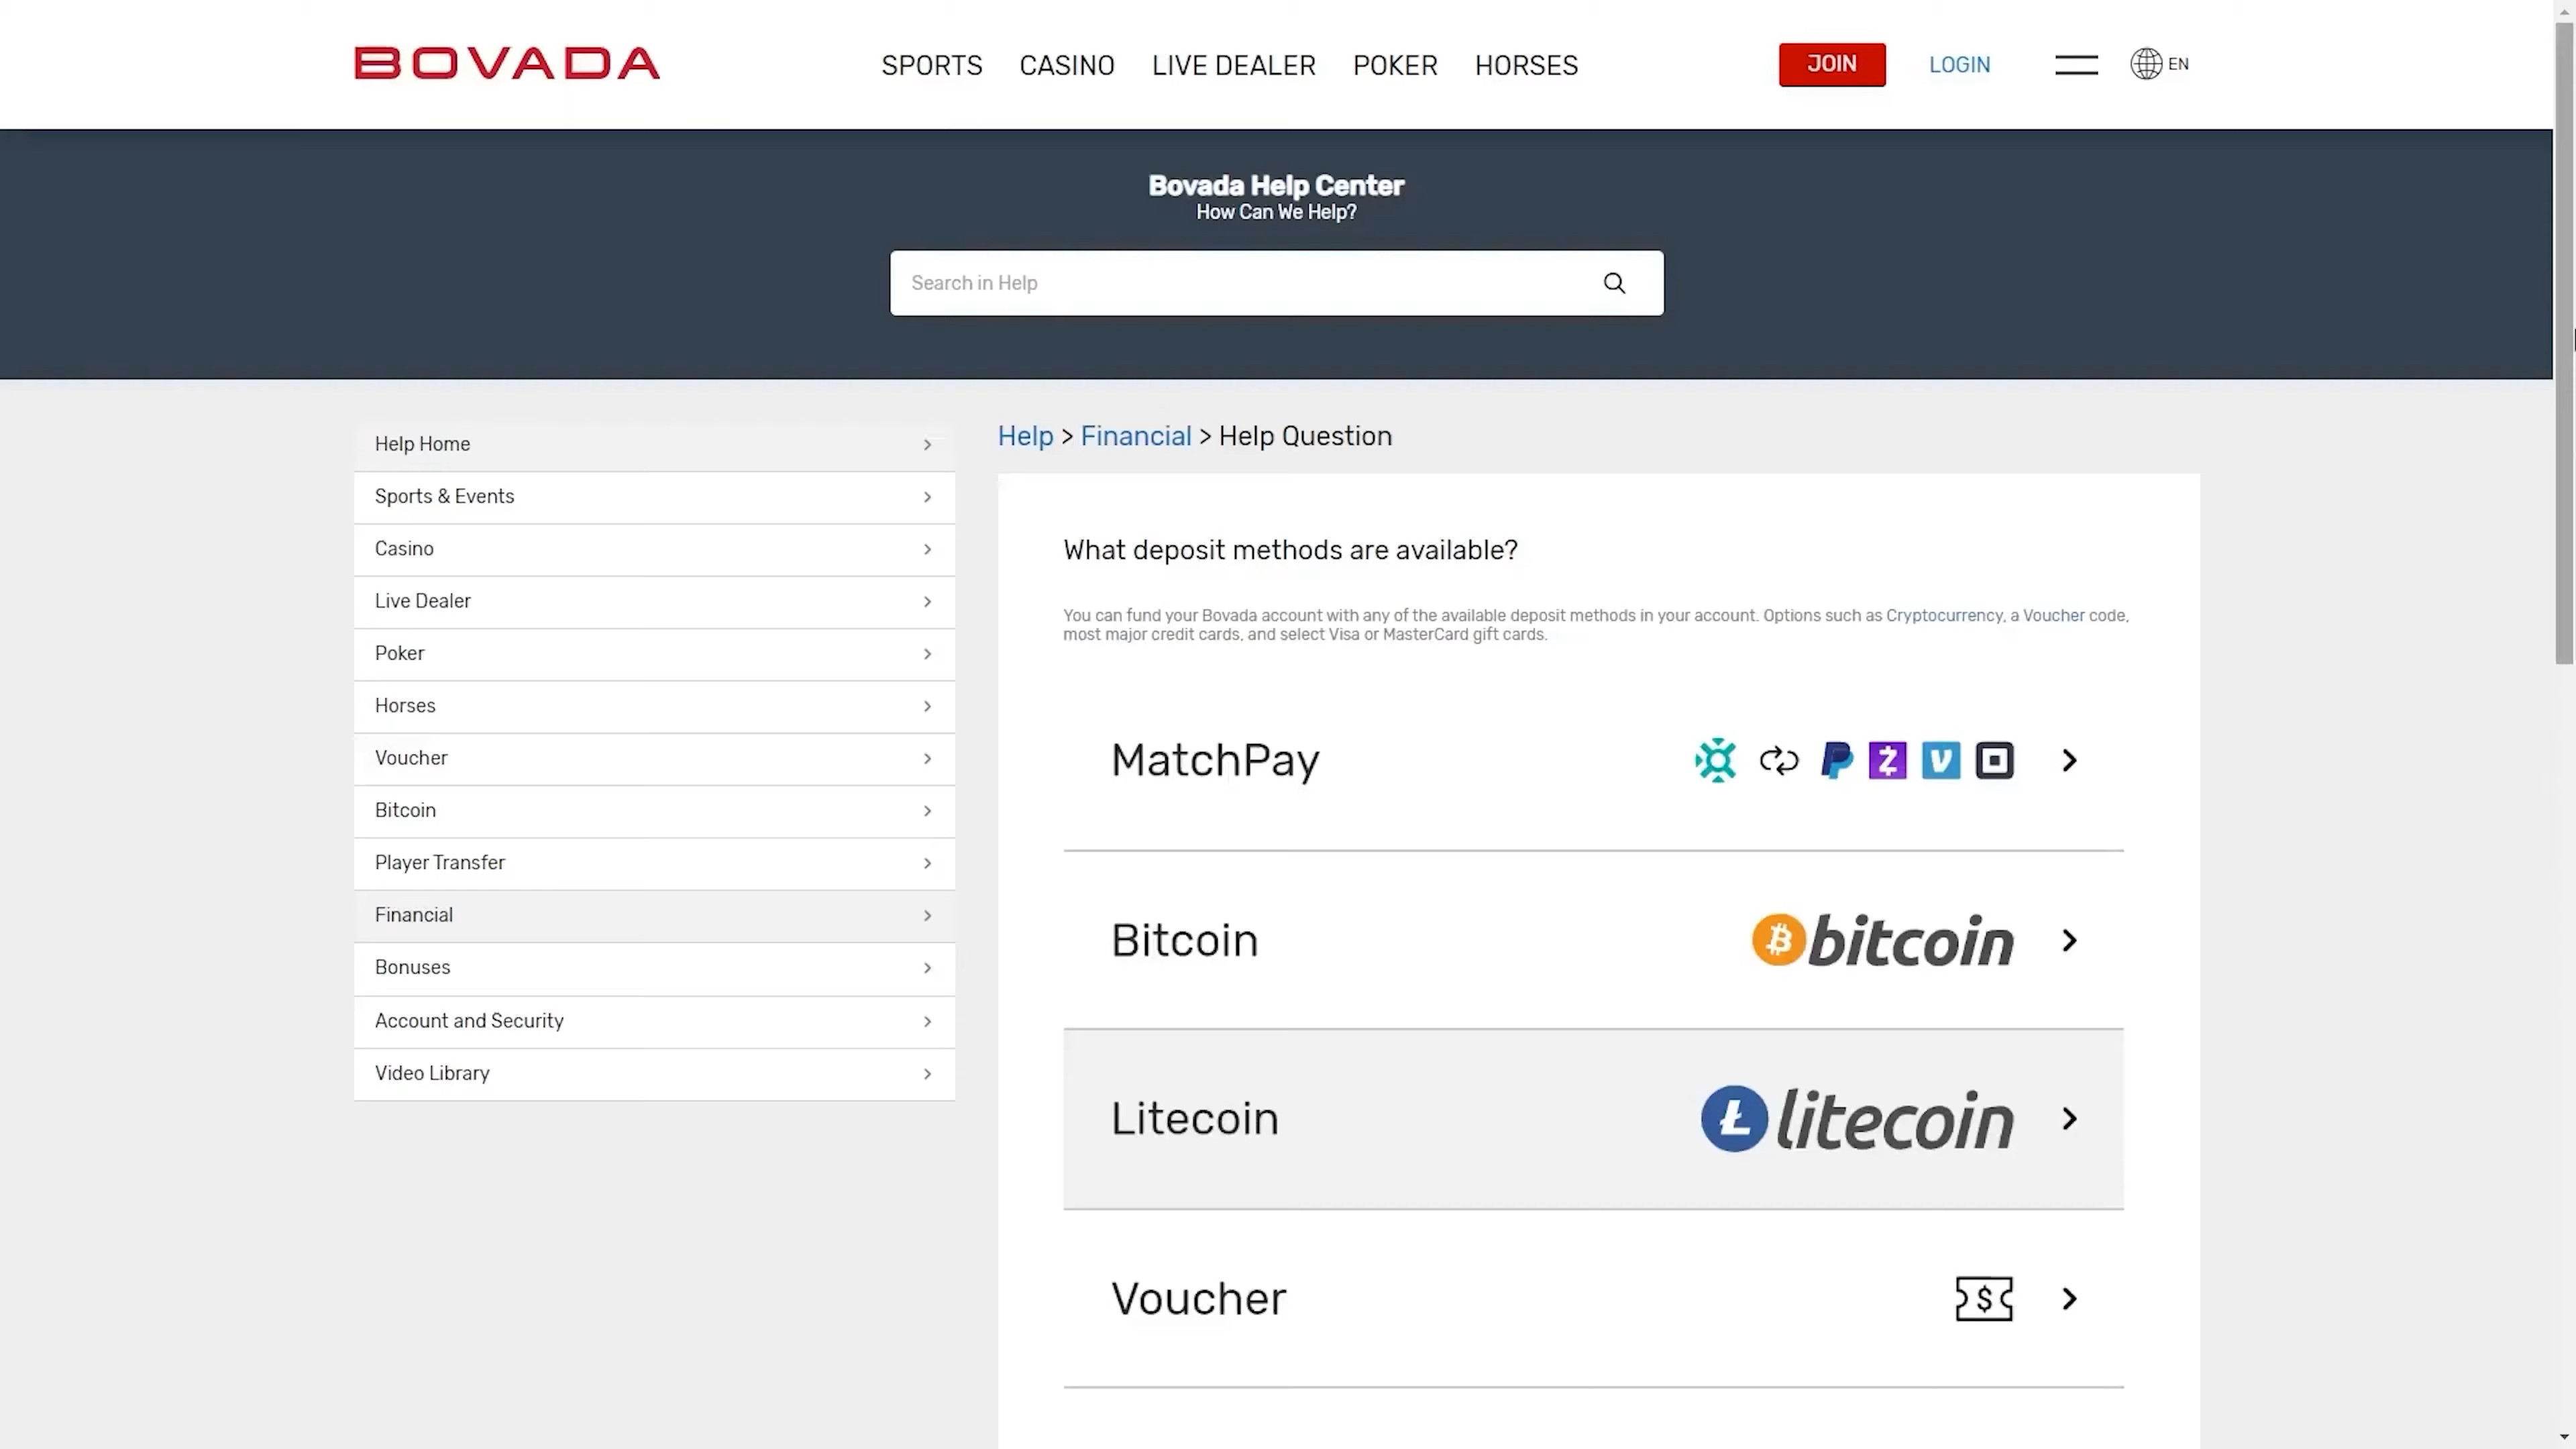 BOVADA
SPORTS CASINO LIVE DEALER POKER HORSES
JOIN LOGIN EN
Bovada Help Center
How Can We Help?
Search in Help
Help Home
Sports & Events
Casino
Live Dealer
Poker
Horses
Voucher
Bitcoin
Player Transfer
Financial
Bonuses
Account and Security
Video Library
Help > Financial > Help Question
What deposit methods are available?
You can fund your Bovada account with any of the available deposit methods in your account. Options such as Cryptocurrency, a Voucher code,
most major credit cards, and select Visa or MasterCard gift cards.
MatchPay
Bitcoin bitcoin
Litecoin litecoin
Voucher